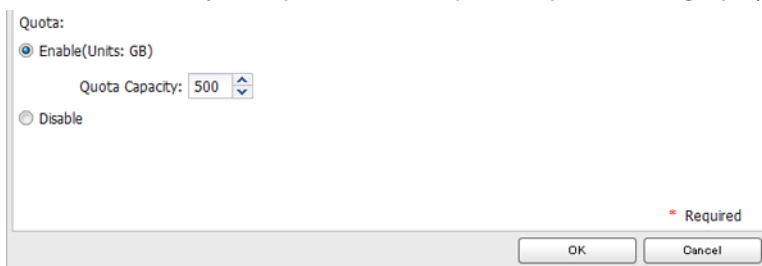 Quota:
Enable(Units: GB)
Quota Capacity: 500
Disable
* Required
OK Cancel